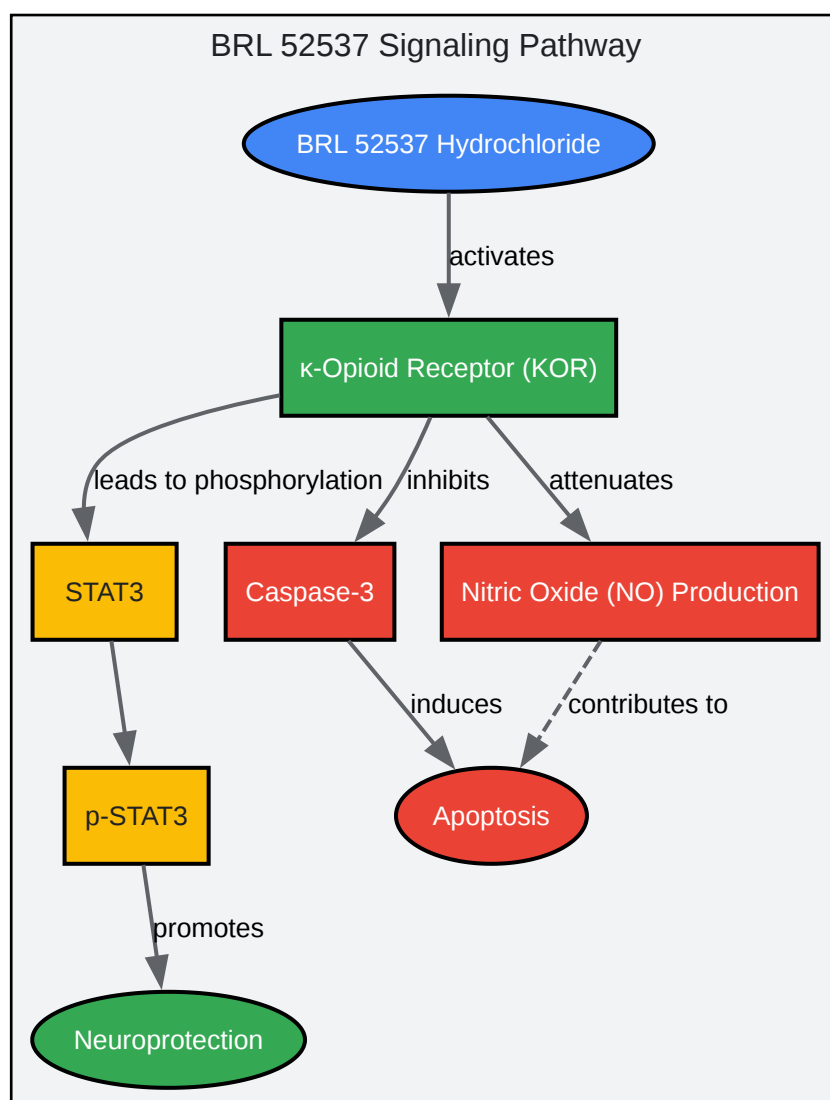 BRL 52537 Signaling Pathway
BRL 52537 Hydrochloride
activates
κ-Opioid Receptor (KOR)
leads to phosphorylation
inhibits
attenuates
STAT3
Caspase-3
Nitric Oxide (NO) Production
induces
contributes to
p-STAT3
Apoptosis
promotes
Neuroprotection